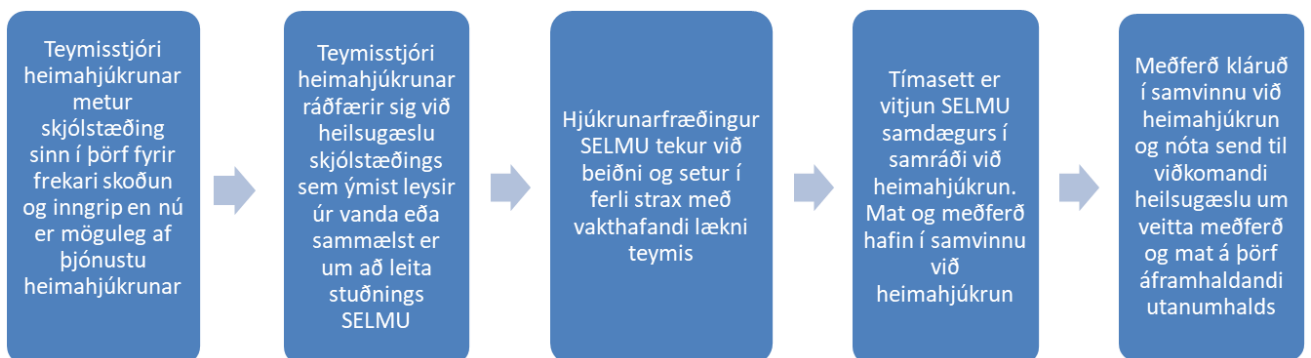 Teymisstjóri
heimahjúkrunar
metur
skjólstæðing
sinn í þörf fyrir
frekari skoðun
og inngrip en nú
er möguleg af
þjónustu
heimahjúkrunar
Teymisstjóri
heimahjúkrunar
ráðfærir sig við
heilsugæslu
skjólstæðings
sem ýmist leysir
úr vanda eða
sammælst er
um að leita
stuðnings
SELMU
Hjúkrunarfræðingur
SELMU tekur við
beiðni og setur í
ferli strax með
vakthafandi lækni
teymis
Tímasett er
vitjun SELMU
samdægurs í
samráði við
heimahjúkrun.
Mat og meðferð
hafin í samvinnu
við
heimahjúkrun
Meðferð kláruð
í samvinnu við
heimahjúkrun
og nóta send til
viðkomandi
heilsugæslu um
veitta meðferð
og mat á þörf
áframhaldandi
utanumhalds